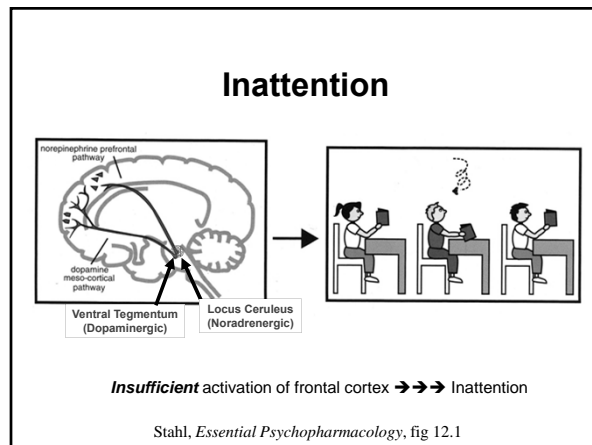 Inattention
norepinephrine prefrontal
pathway
dopamine
meso-cortical
pathway
Ventral Tegmentum
(Dopaminergic)
Locus Ceruleus
(Noradrenergic)
Insufficient activation of frontal cortex ➔➔➔ Inattention
Stahl, Essential Psychopharmacology, fig 12.1